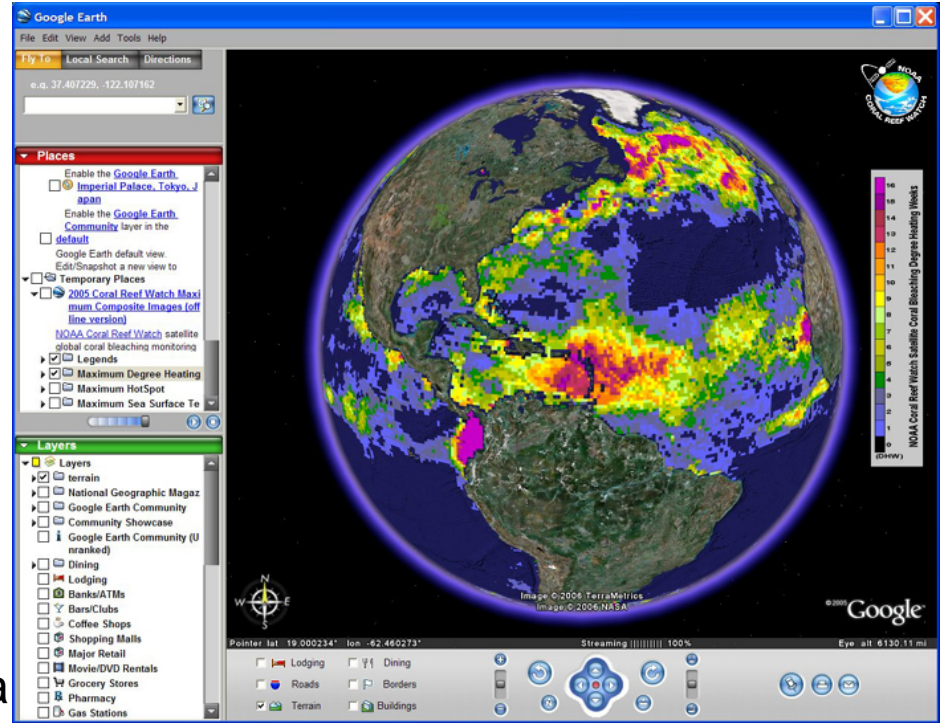 Google Earth
File Edit View Add Tools Help
Fly To Local Search Directions
e.g. 37.407229, -122.107162
Places
Enable the Google Earth
Imperial Palace, Tokyo, J
apan
Enable the Google Earth
Community layer in the
default
Google Earth default view.
Edit/Snapshot a new view to
Temporary Places
2005 Coral Reef Watch Maxi
mum Composite Images (off
line version)
NOAA Coral Reef Watch satellite
global coral bleaching monitoring
Legends
Maximum Degree Heating
Maximum HotSpot
Maximum Sea Surface Te
Layers
Layers
terrain
National Geographic Magaz
Google Earth Community
Community Showcase
Google Earth Community (U
nranked)
Dining
Lodging
Banks/ATMs
Bars/Clubs
Coffee Shops
Shopping Malls
Major Retail
Movie/DVD Rentals
Grocery Stores
Pharmacy
Gas Stations
a
NOAA
CORAL REEF WATCH
16
15
14
13
12
11
10
9
8
7
6
5
4
3
2
1
0
(DHW)
NOAA Coral Reef Watch Satellite Coral Bleaching Degree Heating Weeks
N
W E
S
Image © 2006 TerraMetrics
Image © 2006 NASA
©2005 Google
Pointer lat 19.000234° lon -62.460273° Streaming |||||||||| 100% Eye alt 6130.11 mi
Lodging Dining
Roads Borders
Terrain Buildings